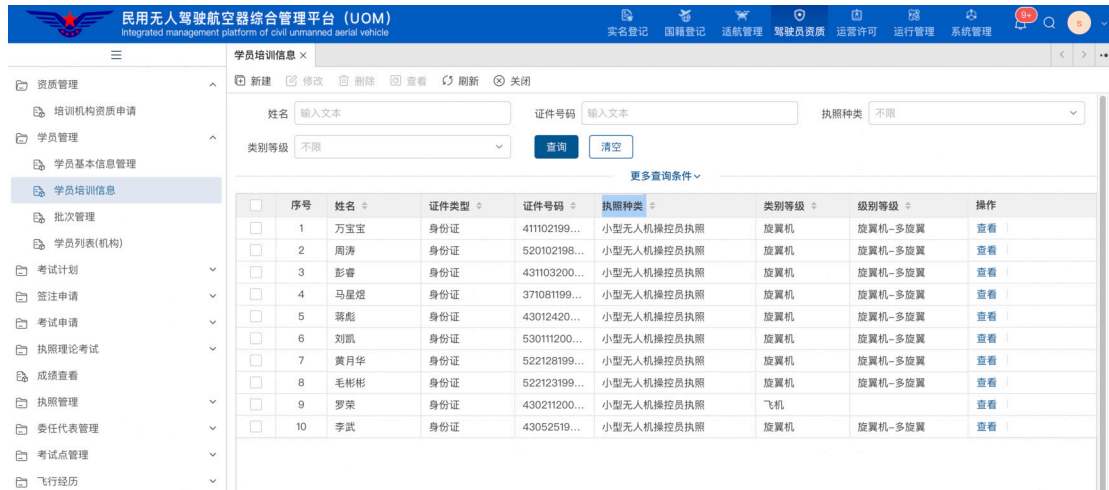 民用无人驾驶航空器综合管理平台（UOM）
Integrated management platform of civil unmanned aerial vehicle
实名登记 国籍登记 适航管理 驾驶员资质 运营许可 运行管理 系统管理 9+ S
学员培训信息 ×
资质管理
培训机构资质申请
学员管理
学员基本信息管理
学员培训信息
批次管理
学员列表(机构)
考试计划
签注申请
考试申请
执照理论考试
成绩查看
执照管理
委任代表管理
考试点管理
飞行经历
新建 修改 删除 查看 刷新 关闭
姓名 输入文本 证件号码 输入文本 执照种类 不限
类别等级 不限 查询 清空
更多查询条件
序号 姓名 证件类型 证件号码 执照种类 类别等级 级别等级 操作
1 万宝宝 身份证 411102199... 小型无人机操控员执照 旋翼机 旋翼机-多旋翼 查看
2 周涛 身份证 520102198... 小型无人机操控员执照 旋翼机 旋翼机-多旋翼 查看
3 彭睿 身份证 431103200... 小型无人机操控员执照 旋翼机 旋翼机-多旋翼 查看
4 马星煜 身份证 371081199... 小型无人机操控员执照 旋翼机 旋翼机-多旋翼 查看
5 蒋彪 身份证 43012420... 小型无人机操控员执照 旋翼机 旋翼机-多旋翼 查看
6 刘凯 身份证 530111200... 小型无人机操控员执照 旋翼机 旋翼机-多旋翼 查看
7 黄月华 身份证 522128199... 小型无人机操控员执照 旋翼机 旋翼机-多旋翼 查看
8 毛彬彬 身份证 522123199... 小型无人机操控员执照 旋翼机 旋翼机-多旋翼 查看
9 罗荣 身份证 430211200... 小型无人机操控员执照 飞机 查看
10 李武 身份证 43052519... 小型无人机操控员执照 旋翼机 旋翼机-多旋翼 查看